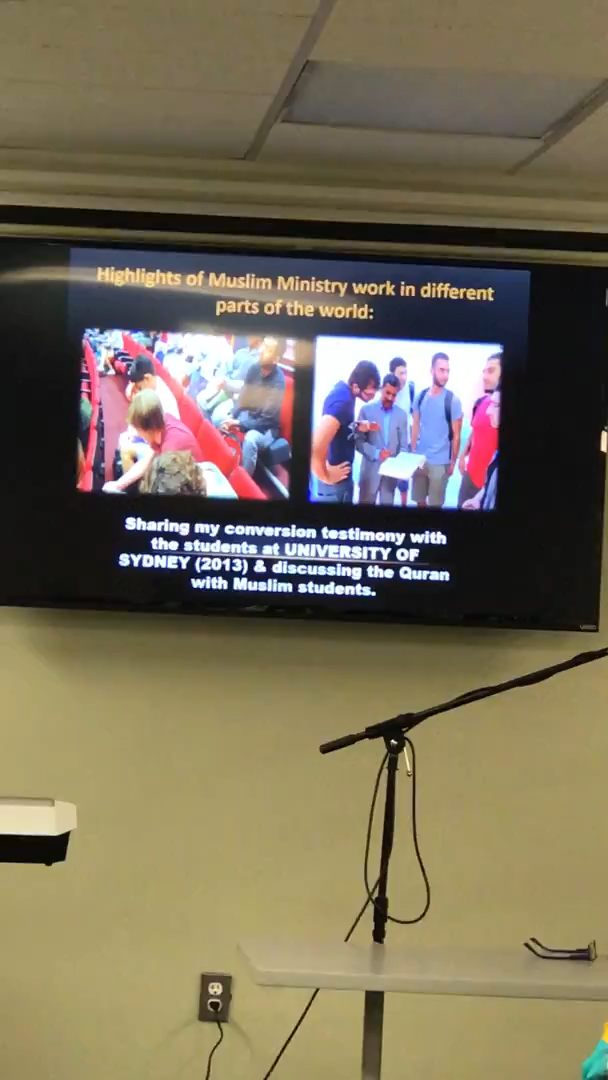 Highlights of Muslim Ministry work in different
parts of the world:
Sharing my conversion testimony with
the students at UNIVERSITY OF
SYDNEY (2013) & discussing the Quran
with Muslim students.